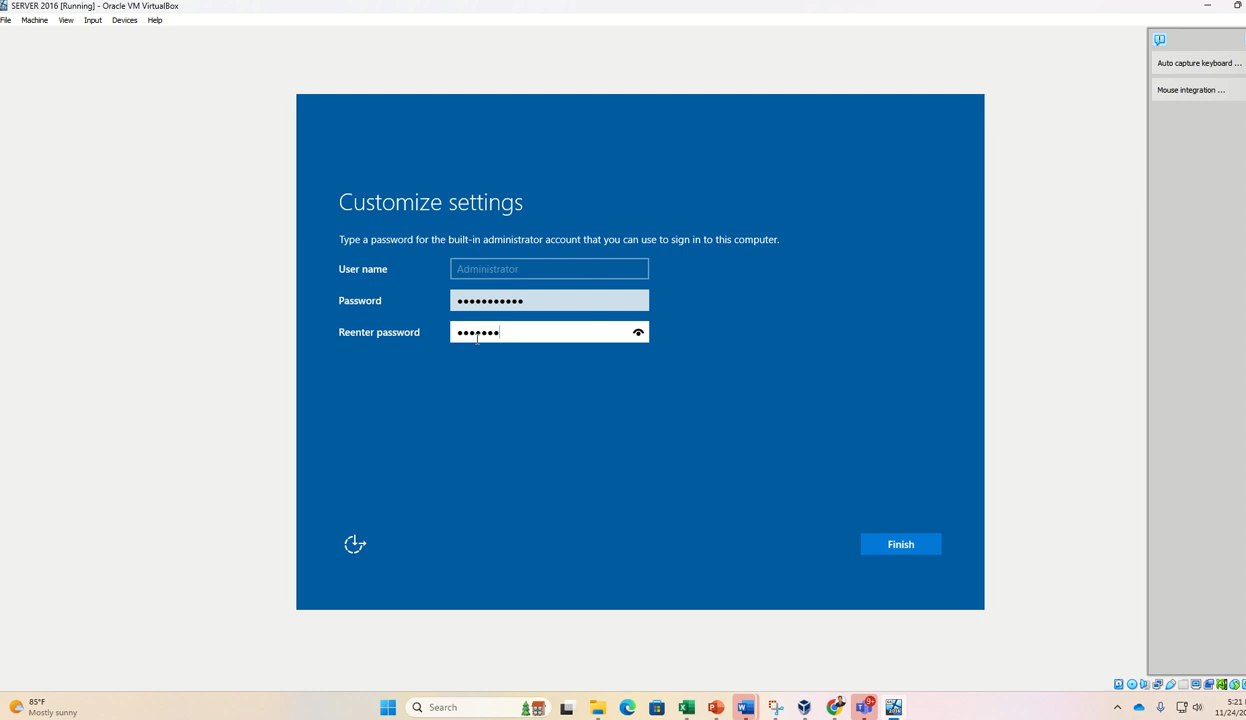 SERVER 2016 [Running] - Oracle VM VirtualBox
File Machine View Input Devices Help
Auto capture keyboard ...
Mouse integration ...
Customize settings
Type a password for the built-in administrator account that you can use to sign in to this computer.
User name Administrator
Password •••••••••••
Reenter password •••••••
Finish
85°F
Mostly sunny
Search
9+
5:21
11/24/20